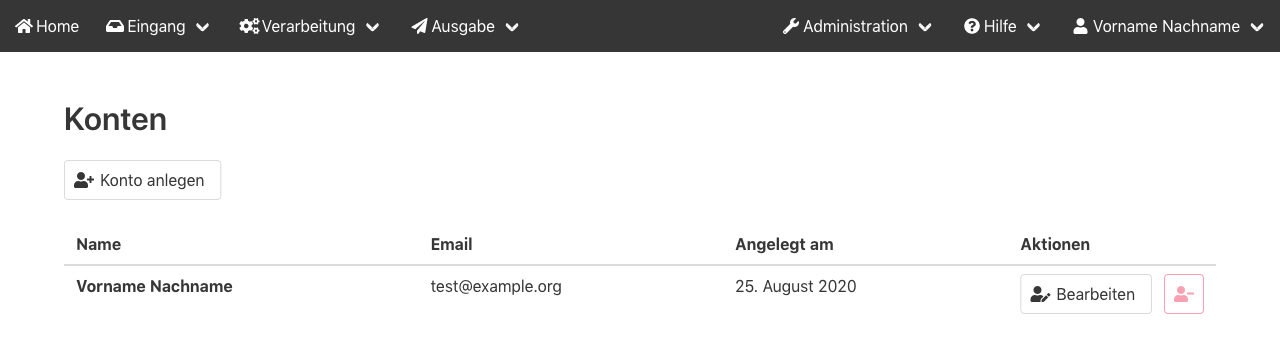 Home Eingang Verarbeitung Ausgabe Administration Hilfe Vorname Nachname
Konten
Konto anlegen
Name Email Angelegt am Aktionen
Vorname Nachname test@example.org 25. August 2020 Bearbeiten